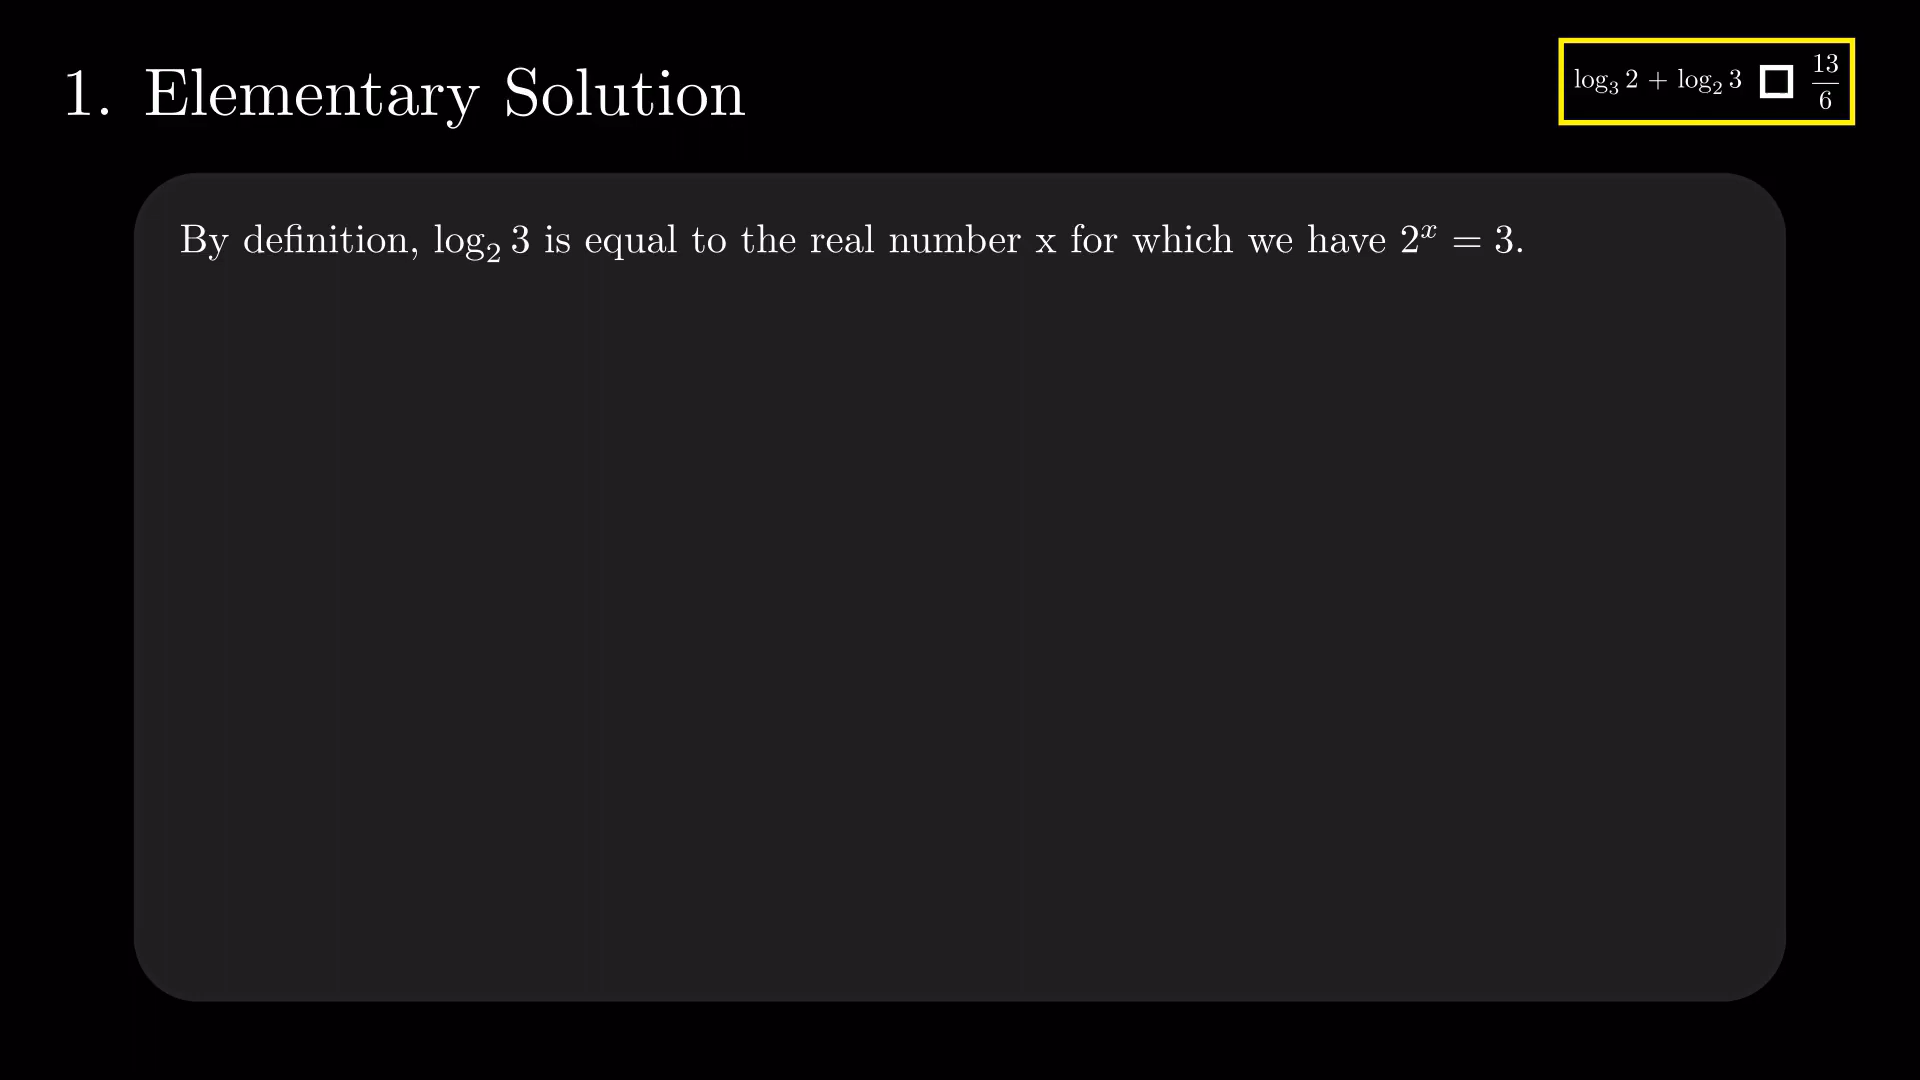 1. Elementary Solution
log₃ 2 + log₂ 3 □ 13/6
By definition, log₂ 3 is equal to the real number x for which we have 2ˣ = 3.